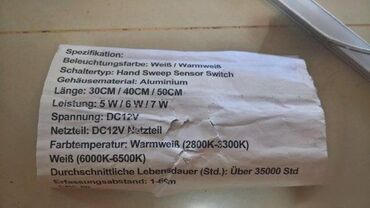 Spezifikation:
Beleuchtungsfarbe: Weiß / Warmweiß
Schaltertyp: Hand Sweep Sensor Switch
Gehäusematerial: Aluminium
Länge: 30CM / 40CM / 50CM
Leistung: 5 W / 6 W / 7 W
Spannung: DC12V
Netzteil: DC12V Netzteil
Farbtemperatur: Warmweiß (2800K-3300K)
Weiß (6000K-6500K)
Durchschnittliche Lebensdauer (Std.): Über 35000 Std
Erfassungsabstand: